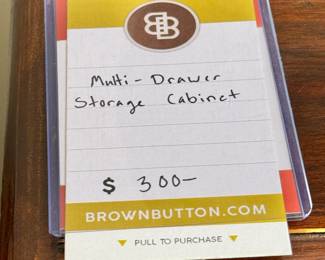 BB
Multi-Drawer
Storage Cabinet
$ 300-
BROWNBUTTON.COM
PULL TO PURCHASE